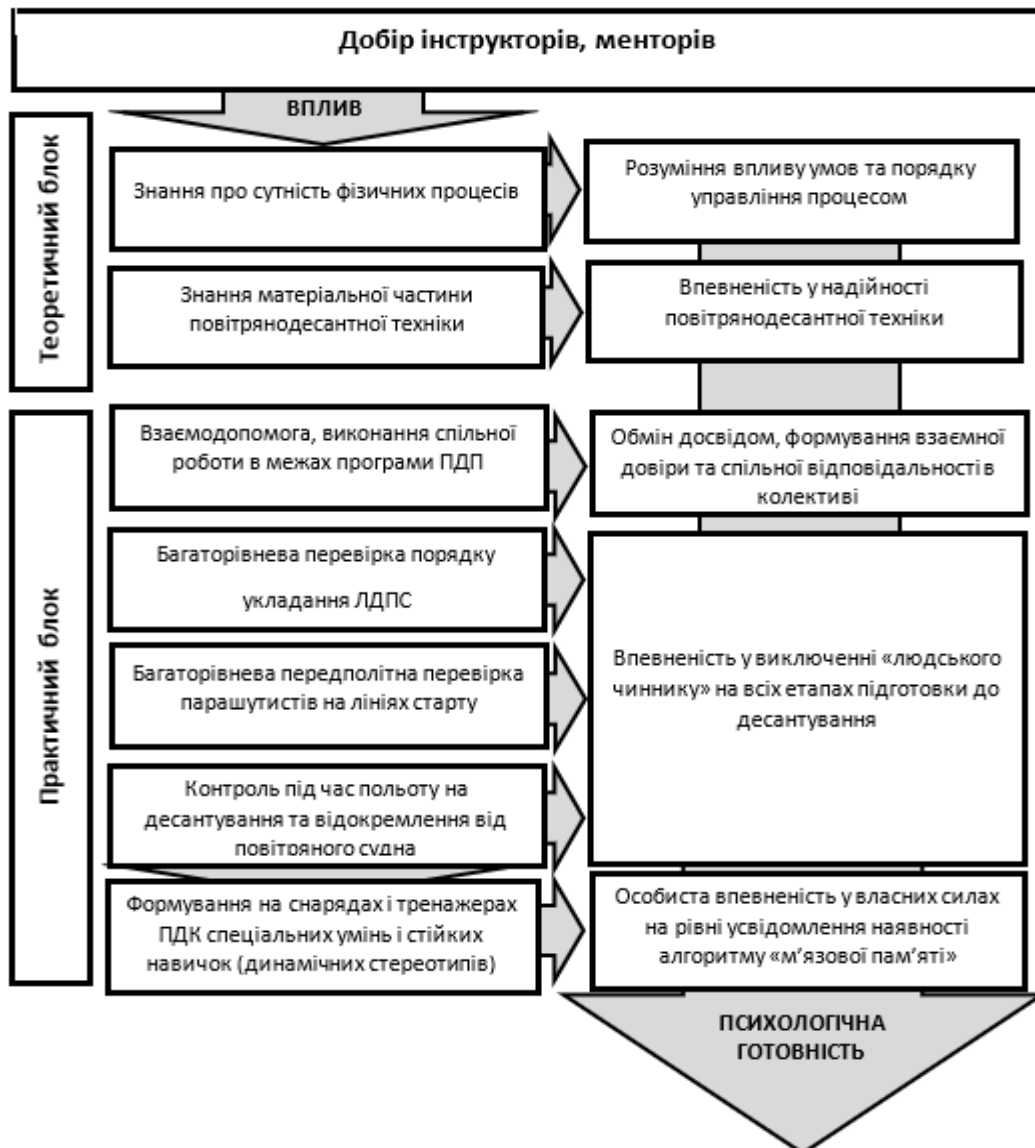 Добір інструкторів, менторів
ВПЛИВ
Теоретичний блок
Знання про сутність фізичних процесів
Розуміння впливу умов та порядку
управління процесом
Знання матеріальної частини
повітрянодесантної техніки
Впевненість у надійності
повітрянодесантної техніки
Практичний блок
Взаємодопомога, виконання спільної
роботи в межах програми ПДП
Обмін досвідом, формування взаємної
довіри та спільної відповідальності в
колективі
Багаторівнева перевірка порядку
укладання ЛДПС
Багаторівнева передполітна перевірка
парашутистів на лініях старту
Контроль під час польоту на
десантування та відокремлення від
повітряного судна
Впевненість у виключенні «людського
чиннику» на всіх етапах підготовки до
десантування
Формування на снарядах і тренажерах
ПДК спеціальних умінь і стійких
навичок (динамічних стереотипів)
Особиста впевненість у власних силах
на рівні усвідомлення наявності
алгоритму «м’язової пам’яті»
ПСИХОЛОГІЧНА
ГОТОВНІСТЬ